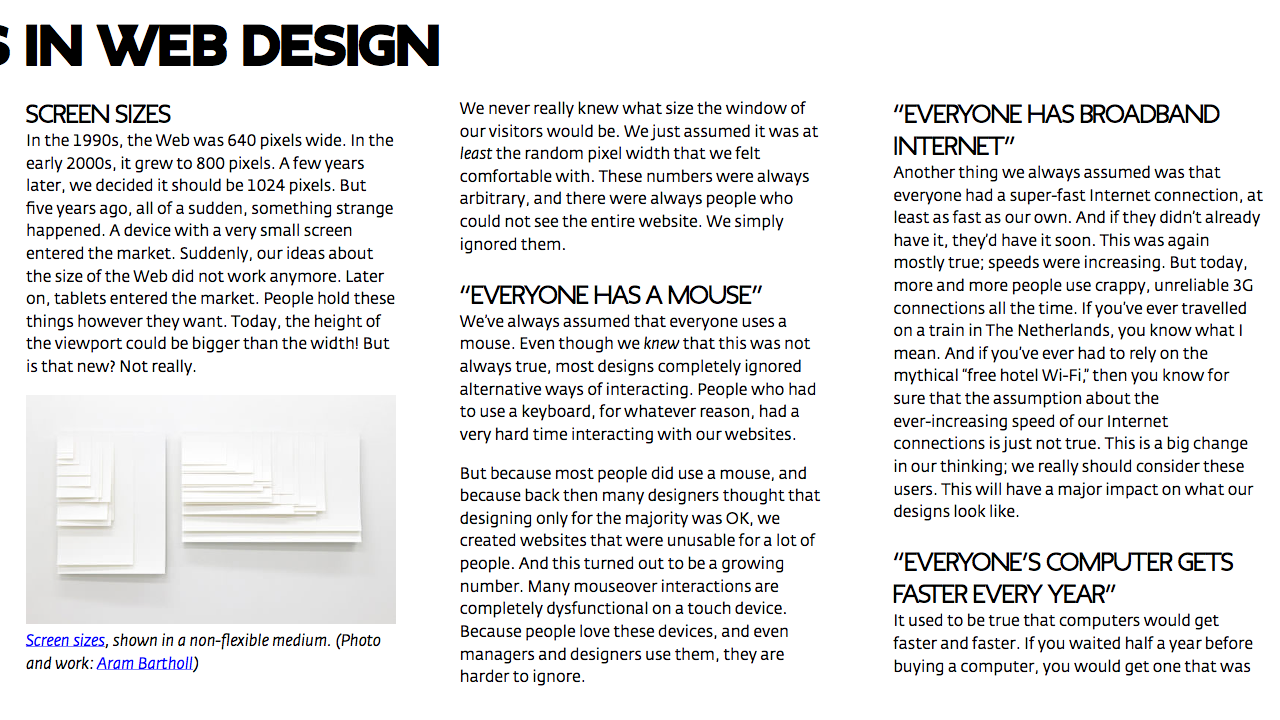 S IN WEB DESIGN
SCREEN SIZES
In the 1990s, the Web was 640 pixels wide. In the
early 2000s, it grew to 800 pixels. A few years
later, we decided it should be 1024 pixels. But
five years ago, all of a sudden, something strange
happened. A device with a very small screen
entered the market. Suddenly, our ideas about
the size of the Web did not work anymore. Later
on, tablets entered the market. People hold these
things however they want. Today, the height of
the viewport could be bigger than the width! But
is that new? Not really.
Screen sizes, shown in a non-flexible medium. (Photo
and work: Aram Bartholl)
We never really knew what size the window of
our visitors would be. We just assumed it was at
least the random pixel width that we felt
comfortable with. These numbers were always
arbitrary, and there were always people who
could not see the entire website. We simply
ignored them.
“EVERYONE HAS A MOUSE”
We’ve always assumed that everyone uses a
mouse. Even though we knew that this was not
always true, most designs completely ignored
alternative ways of interacting. People who had
to use a keyboard, for whatever reason, had a
very hard time interacting with our websites.
But because most people did use a mouse, and
because back then many designers thought that
designing only for the majority was OK, we
created websites that were unusable for a lot of
people. And this turned out to be a growing
number. Many mouseover interactions are
completely dysfunctional on a touch device.
Because people love these devices, and even
managers and designers use them, they are
harder to ignore.
“EVERYONE HAS BROADBAND
INTERNET”
Another thing we always assumed was that
everyone had a super-fast Internet connection, at
least as fast as our own. And if they didn’t already
have it, they’d have it soon. This was again
mostly true; speeds were increasing. But today,
more and more people use crappy, unreliable 3G
connections all the time. If you’ve ever travelled
on a train in The Netherlands, you know what I
mean. And if you’ve ever had to rely on the
mythical “free hotel Wi-Fi,” then you know for
sure that the assumption about the
ever-increasing speed of our Internet
connections is just not true. This is a big change
in our thinking; we really should consider these
users. This will have a major impact on what our
designs look like.
“EVERYONE’S COMPUTER GETS
FASTER EVERY YEAR”
It used to be true that computers would get
faster and faster. If you waited half a year before
buying a computer, you would get one that was